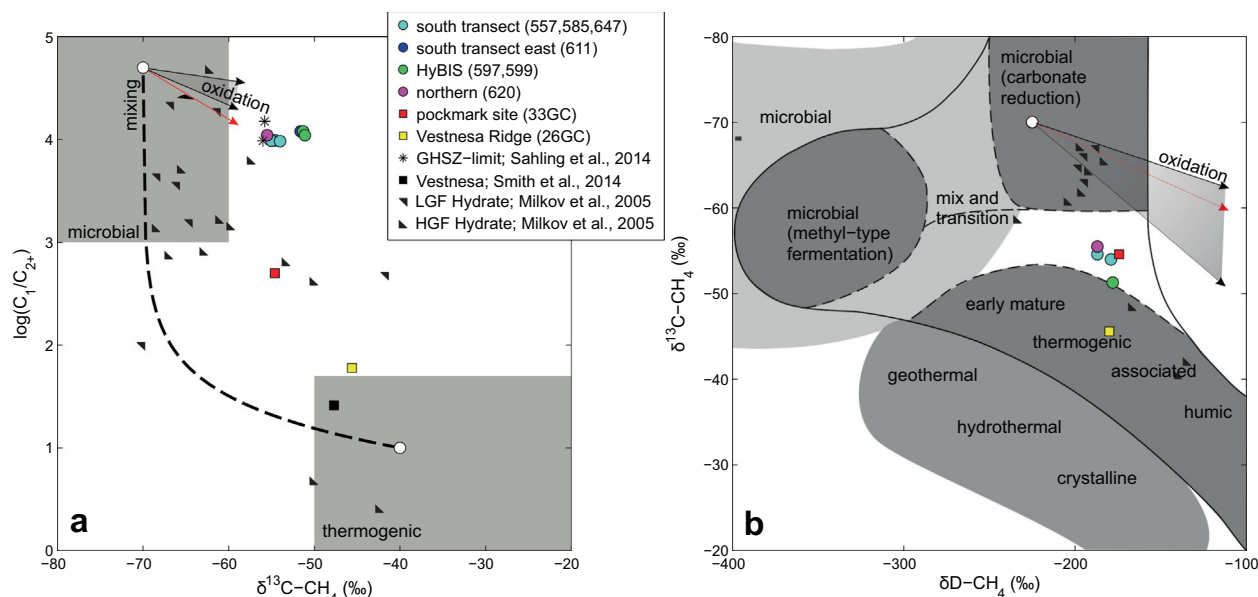 5
4
3
2
1
0
−80
−70
−60
−50
−40
−30
−20
log(C1/C2+)
δ13C−CH4 (‰)
mixing
oxidation
microbial
thermogenic
a
south transect (557,585,647)
south transect east (611)
HyBIS (597,599)
northern (620)
pockmark site (33GC)
Vestnesa Ridge (26GC)
GHSZ−limit; Sahling et al., 2014
Vestnesa; Smith et al., 2014
LGF Hydrate; Milkov et al., 2005
HGF Hydrate; Milkov et al., 2005
−80
−70
−60
−50
−40
−30
−20
−400
−300
−200
−100
δ13C−CH4 (‰)
δD−CH4 (‰)
microbial
microbial
(carbonate
reduction)
oxidation
mix and
transition
microbial
(methyl−type
fermentation)
early mature
thermogenic
associated
humic
geothermal
hydrothermal
crystalline
b